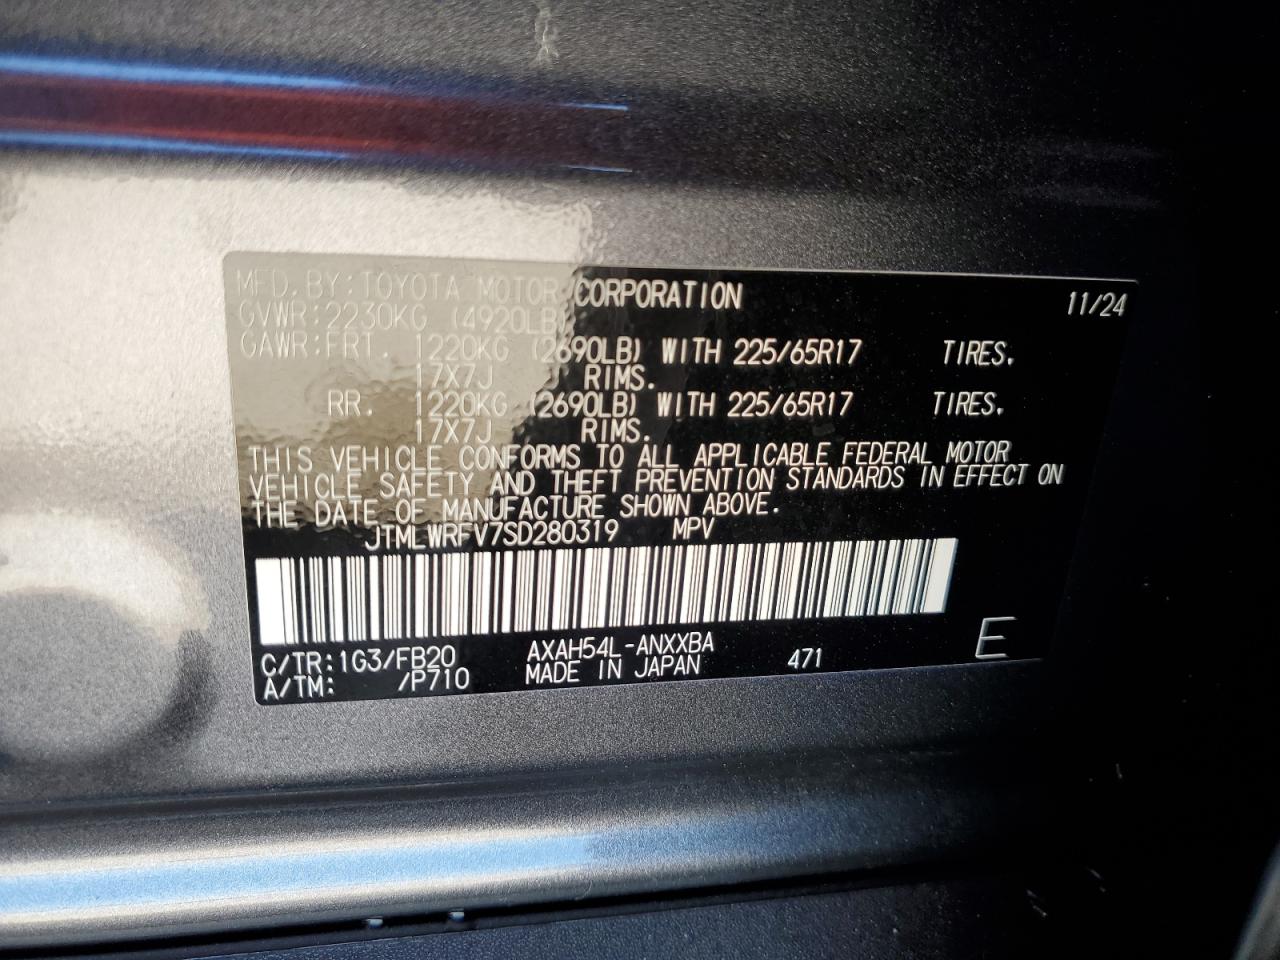 MFD. BY: TOYOTA MOTOR CORPORATION 11/24
GVWR: 2230KG (4920LB)
GAWR: FRT. 1220KG (2690LB) WITH 225/65R17 TIRES.
17X7J RIMS.
RR. 1220KG (2690LB) WITH 225/65R17 TIRES.
17X7J RIMS.
THIS VEHICLE CONFORMS TO ALL APPLICABLE FEDERAL MOTOR
VEHICLE SAFETY AND THEFT PREVENTION STANDARDS IN EFFECT ON
THE DATE OF MANUFACTURE SHOWN ABOVE.
JTMLWRFV7SD280319 MPV
C/TR: 1G3/FB20 AXAH54L-ANXXBA
A/TM: /P710 MADE IN JAPAN 471 E